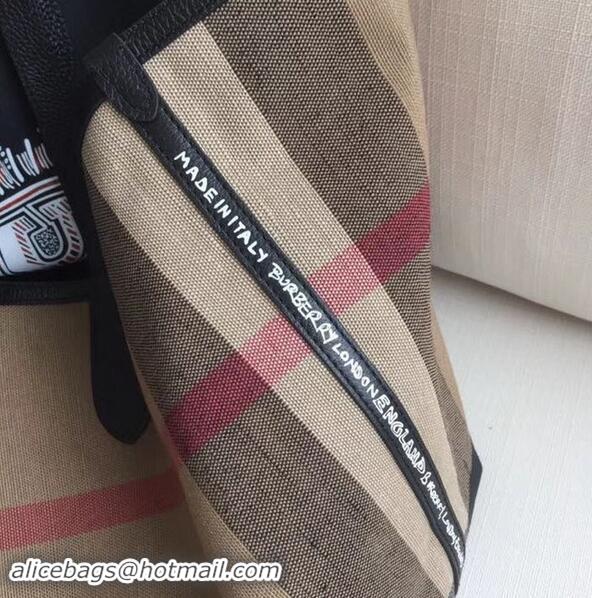 MADE IN ITALY BURBERRY LONDON ENGLAND
alicebags@hotmail.com